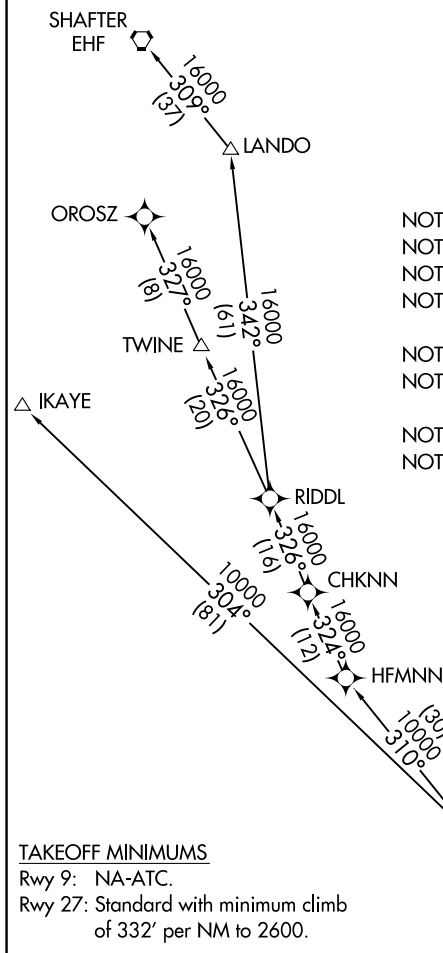 SHAFTER
EHF
16000
309°
(37)
LANDO
OROSZ
16000
327°
(8)
16000
342°
(61)
NOT
NOT
NOT
NOT
TWINE
NOT
NOT
16000
326°
(20)
IKAYE
NOT
NOT
RIDDL
16000
326°
(16)
10000
304°
(81)
CHKNN
16000
324°
(12)
HFMNN
(30)
10000
310°
TAKEOFF MINIMUMS
Rwy 9: NA-ATC.
Rwy 27: Standard with minimum climb
of 332' per NM to 2600.